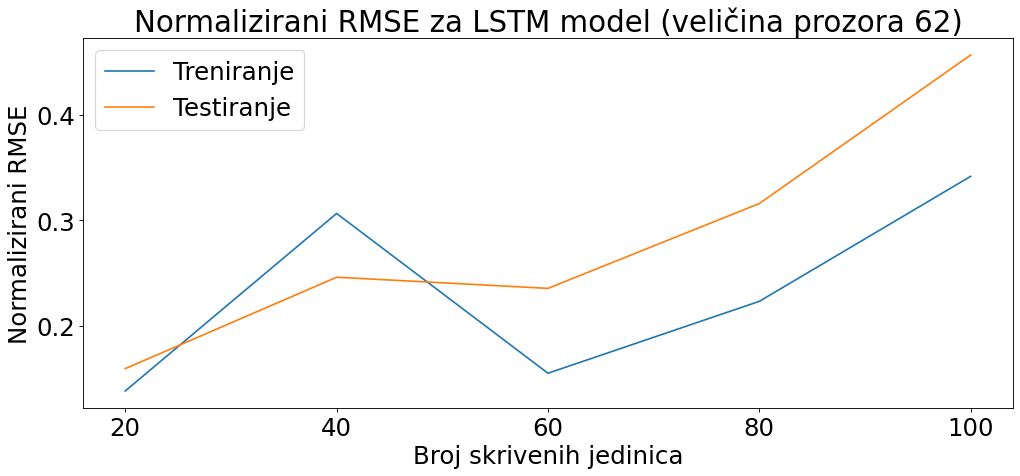 Normalizirani RMSE za LSTM model (veličina prozora 62)
Treniranje
Testiranje
Normalizirani RMSE
0.4
0.3
0.2
20 40 60 80 100
Broj skrivenih jedinica